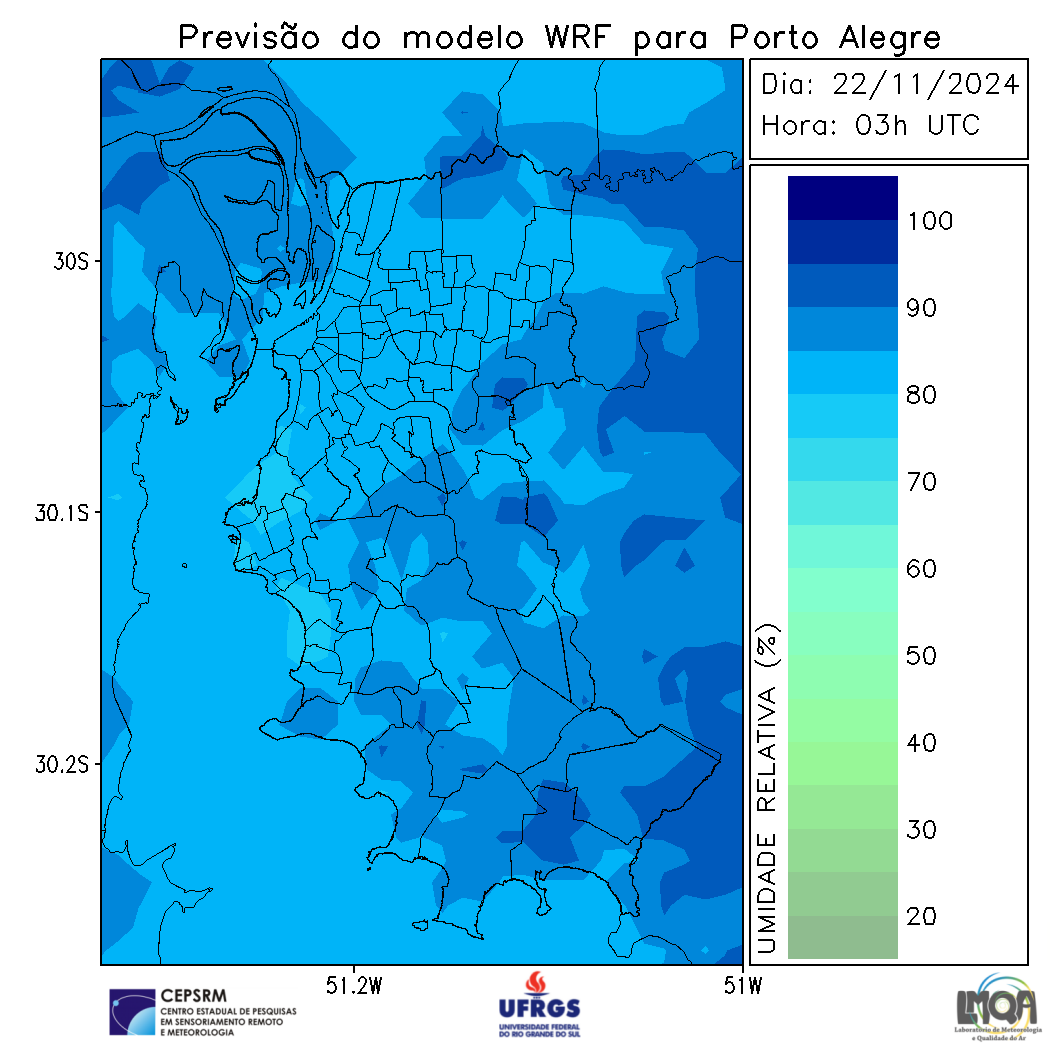 Previsão do modelo WRF para Porto Alegre
Dia: 22/11/2024
Hora: 03h UTC
30S
30.1S
30.2S
51.2W
51W
100
90
80
70
60
50
40
30
20
UMIDADE RELATIVA (%)
CEPSRM
CENTRO ESTADUAL DE PESQUISAS
EM SENSORIAMENTO REMOTO
E METEOROLOGIA
UFRGS
UNIVERSIDADE FEDERAL
DO RIO GRANDE DO SUL
LMQA
Laboratório de Meteorologia
e Qualidade do Ar